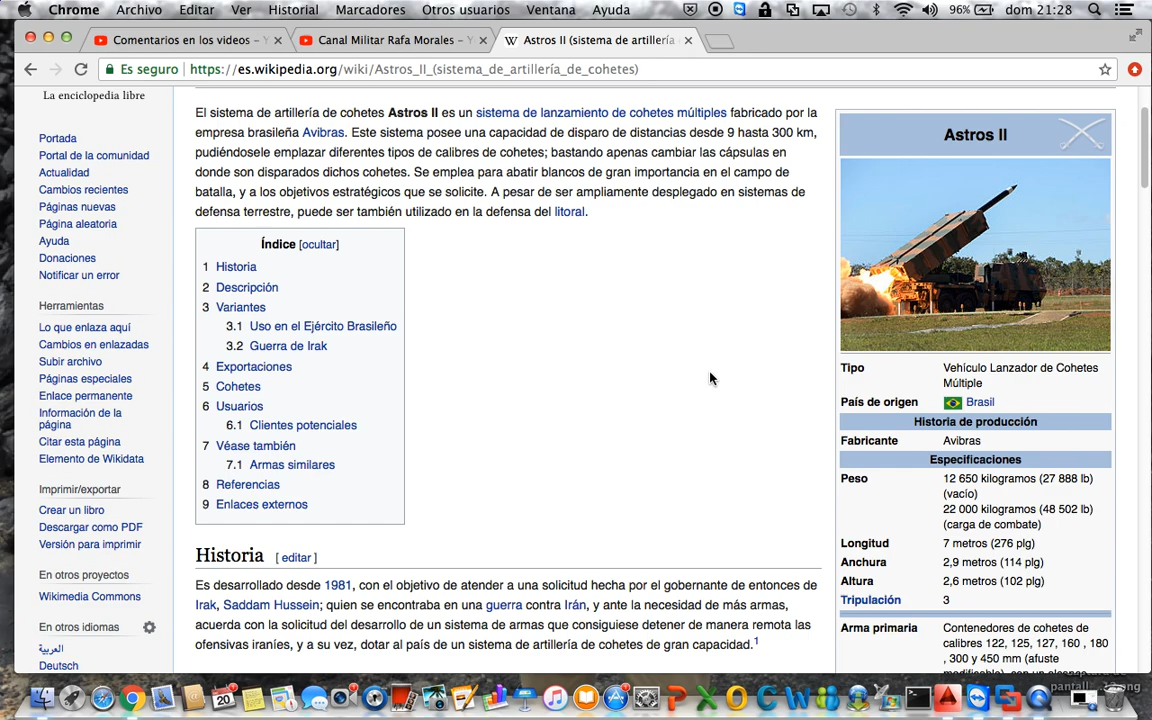 Chrome Archivo Editar Ver Historial Marcadores Otros usuarios Ventana Ayuda 96% dom 21:28
Comentarios en los videos – Y
Canal Militar Rafa Morales – Y
Astros II (sistema de artillería
Es seguro https://es.wikipedia.org/wiki/Astros_II_(sistema_de_artillería_de_cohetes)
La enciclopedia libre
Portada
Portal de la comunidad
Actualidad
Cambios recientes
Páginas nuevas
Página aleatoria
Ayuda
Donaciones
Notificar un error
Herramientas
Lo que enlaza aquí
Cambios en enlazadas
Subir archivo
Páginas especiales
Enlace permanente
Información de la
página
Citar esta página
Elemento de Wikidata
Imprimir/exportar
Crear un libro
Descargar como PDF
Versión para imprimir
En otros proyectos
Wikimedia Commons
En otros idiomas
العربية
Deutsch
El sistema de artillería de cohetes Astros II es un sistema de lanzamiento de cohetes múltiples fabricado por la
empresa brasileña Avibras. Este sistema posee una capacidad de disparo de distancias desde 9 hasta 300 km,
pudiéndosele emplazar diferentes tipos de calibres de cohetes; bastando apenas cambiar las cápsulas en
donde son disparados dichos cohetes. Se emplea para abatir blancos de gran importancia en el campo de
batalla, y a los objetivos estratégicos que se solicite. A pesar de ser ampliamente desplegado en sistemas de
defensa terrestre, puede ser también utilizado en la defensa del litoral.
Índice [ocultar]
1 Historia
2 Descripción
3 Variantes
3.1 Uso en el Ejército Brasileño
3.2 Guerra de Irak
4 Exportaciones
5 Cohetes
6 Usuarios
6.1 Clientes potenciales
7 Véase también
7.1 Armas similares
8 Referencias
9 Enlaces externos
Historia [ editar ]
Es desarrollado desde 1981, con el objetivo de atender a una solicitud hecha por el gobernante de entonces de
Irak, Saddam Hussein; quien se encontraba en una guerra contra Irán, y ante la necesidad de más armas,
acuerda con la solicitud del desarrollo de un sistema de armas que consiguiese detener de manera remota las
ofensivas iraníes, y a su vez, dotar al país de un sistema de artillería de cohetes de gran capacidad.1
Astros II
Tipo Vehículo Lanzador de Cohetes
Múltiple
País de origen Brasil
Historia de producción
Fabricante Avibras
Especificaciones
Peso 12 650 kilogramos (27 888 lb)
(vacío)
22 000 kilogramos (48 502 lb)
(carga de combate)
Longitud 7 metros (276 plg)
Anchura 2,9 metros (114 plg)
Altura 2,6 metros (102 plg)
Tripulación 3
Arma primaria Contenedores de cohetes de
calibres 122, 125, 127, 160 , 180
, 300 y 450 mm (afuste